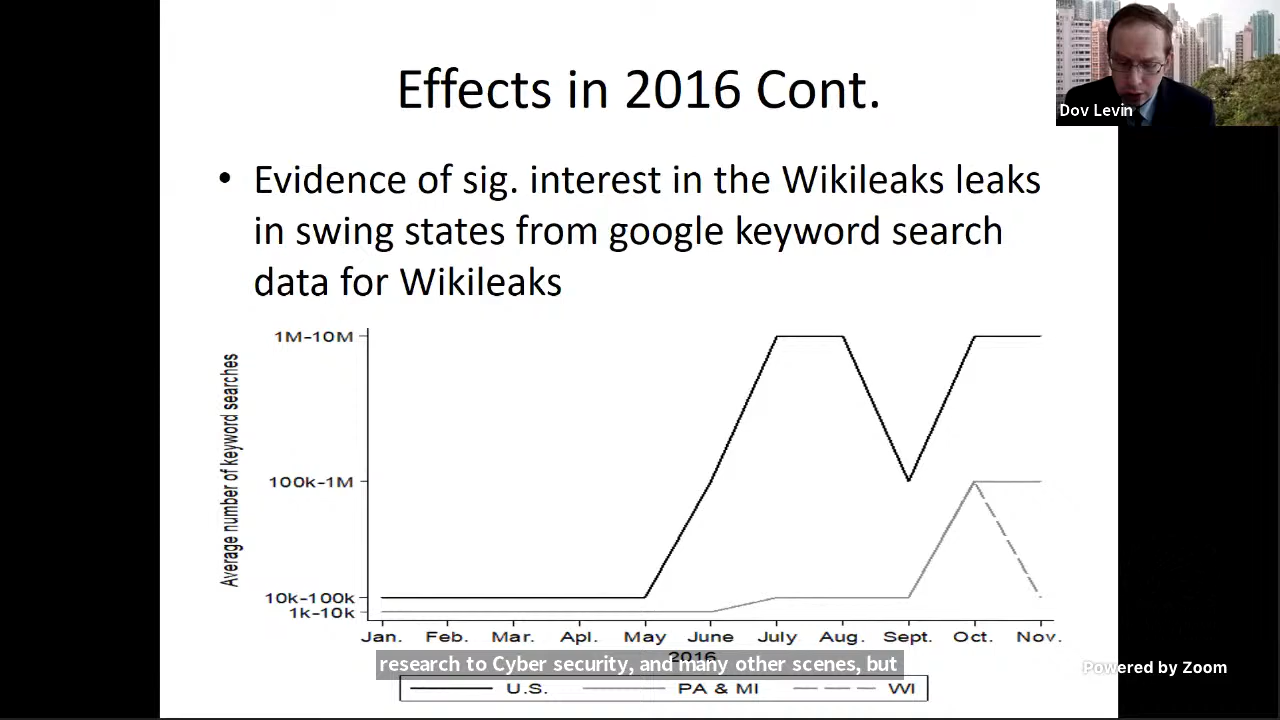 Effects in 2016 Cont.
Dov Levin
• Evidence of sig. interest in the Wikileaks leaks
in swing states from google keyword search
data for Wikileaks
Average number of keyword searches
1M-10M
100k-1M
10k-100k
1k-10k
Jan. Feb. Mar. Apl. May June July Aug. Sept. Oct. Nov.
2016
research to Cyber security, and many other scenes, but
Powered by Zoom
U.S. PA & MI WI